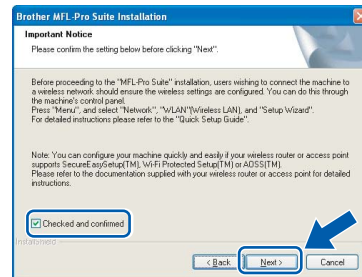 Brother MFL-Pro Suite Installation
Important Notice
Please confirm the setting below before clicking "Next".
Before proceeding to the "MFL-Pro Suite" installation, users wishing to connect the machine to
a wireless network should ensure the wireless settings are configured. You can do this through
the machine's control panel.
Press "Menu", and select "Network", "WLAN"(Wireless LAN), and "Setup Wizard".
For detailed instructions please refer to the "Quick Setup Guide".
Note: You can configure your machine quickly and easily if your wireless router or access point
supports SecureEasySetup(TM), Wi-Fi Protected Setup(TM) or AOSS(TM).
Please refer to the documentation supplied with your wireless router or access point for detailed
instructions.
Checked and confirmed
InstallShield
< Back
Next >
Cancel